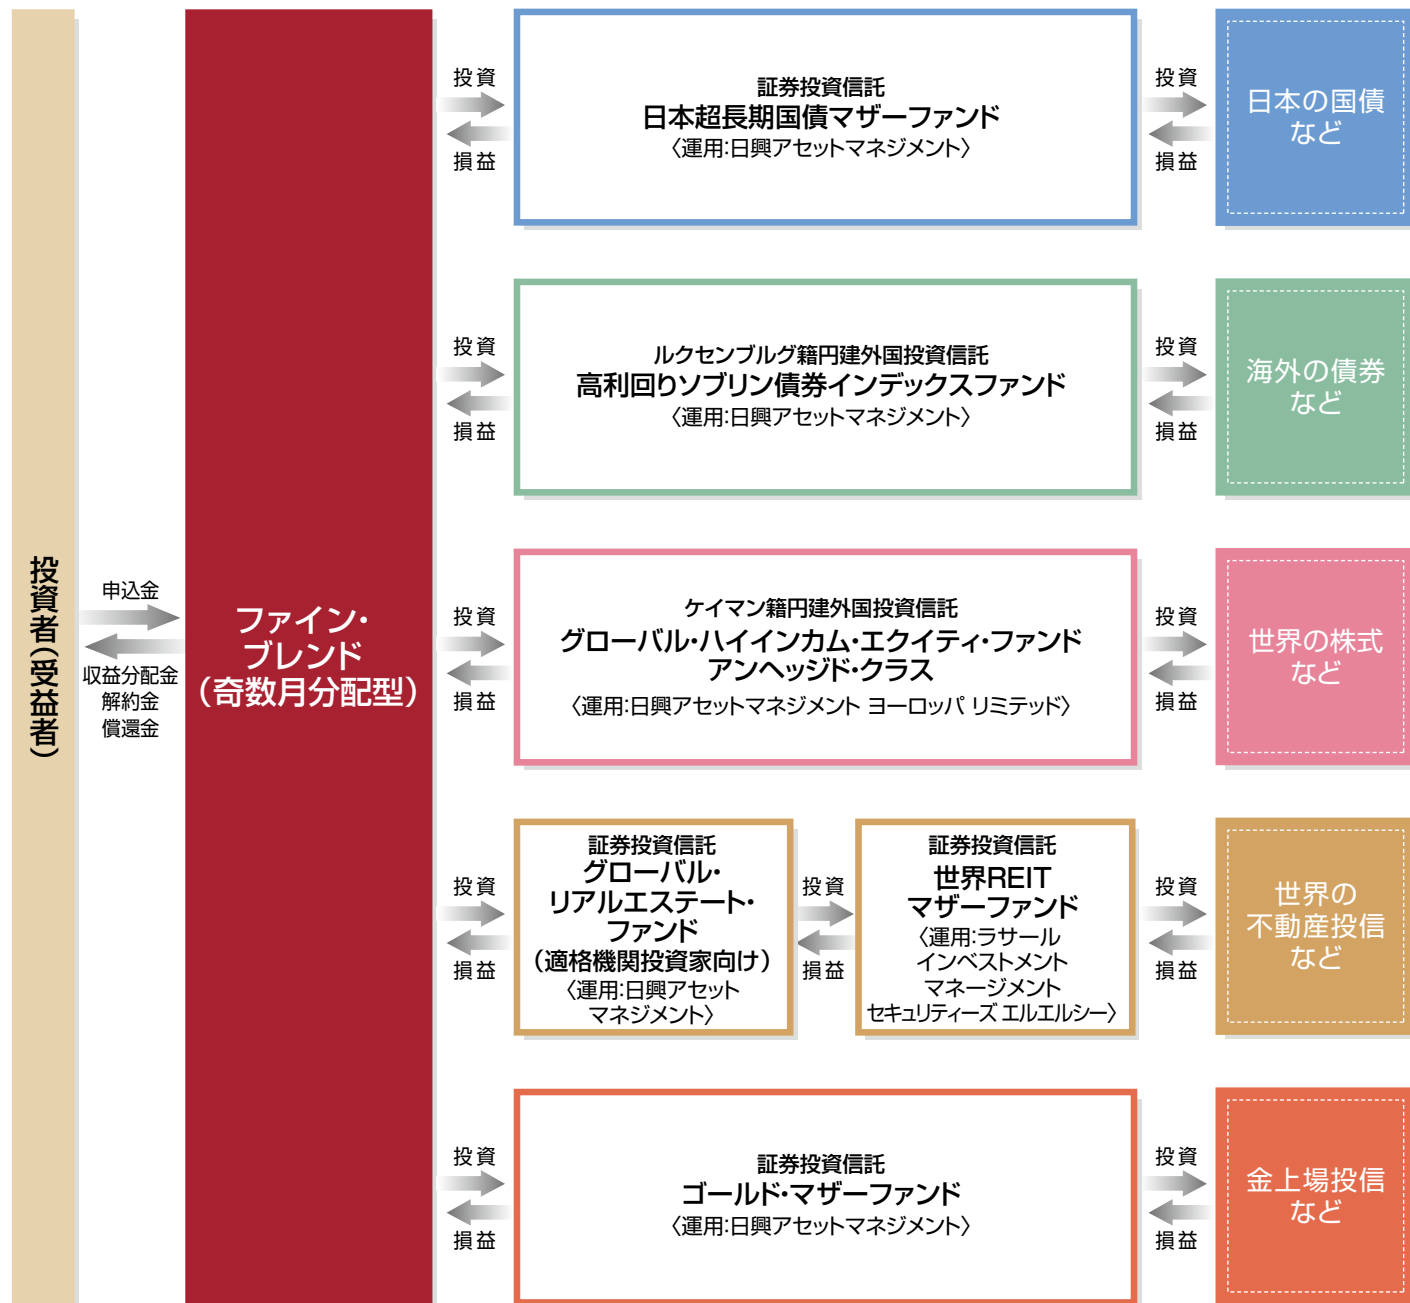 投資者(受益者)
申込金
収益分配金
解約金
償還金
ファイン・
ブレンド
(奇数月分配型)
投資
損益
証券投資信託
日本超長期国債マザーファンド
〈運用:日興アセットマネジメント〉
投資
損益
日本の国債
など
投資
損益
ルクセンブルグ籍円建外国投資信託
高利回りソブリン債券インデックスファンド
〈運用:日興アセットマネジメント〉
投資
損益
海外の債券
など
投資
損益
ケイマン籍円建外国投資信託
グローバル・ハイインカム・エクイティ・ファンド
アンヘッジド・クラス
〈運用:日興アセットマネジメント ヨーロッパ リミテッド〉
投資
損益
世界の株式
など
投資
損益
証券投資信託
グローバル・
リアルエステート・
ファンド
(適格機関投資家向け)
〈運用:日興アセット
マネジメント〉
投資
損益
証券投資信託
世界REIT
マザーファンド
〈運用:ラサール
インベストメント
マネージメント
セキュリティーズ エルエルシー〉
投資
損益
世界の
不動産投信
など
投資
損益
証券投資信託
ゴールド・マザーファンド
〈運用:日興アセットマネジメント〉
投資
損益
金上場投信
など